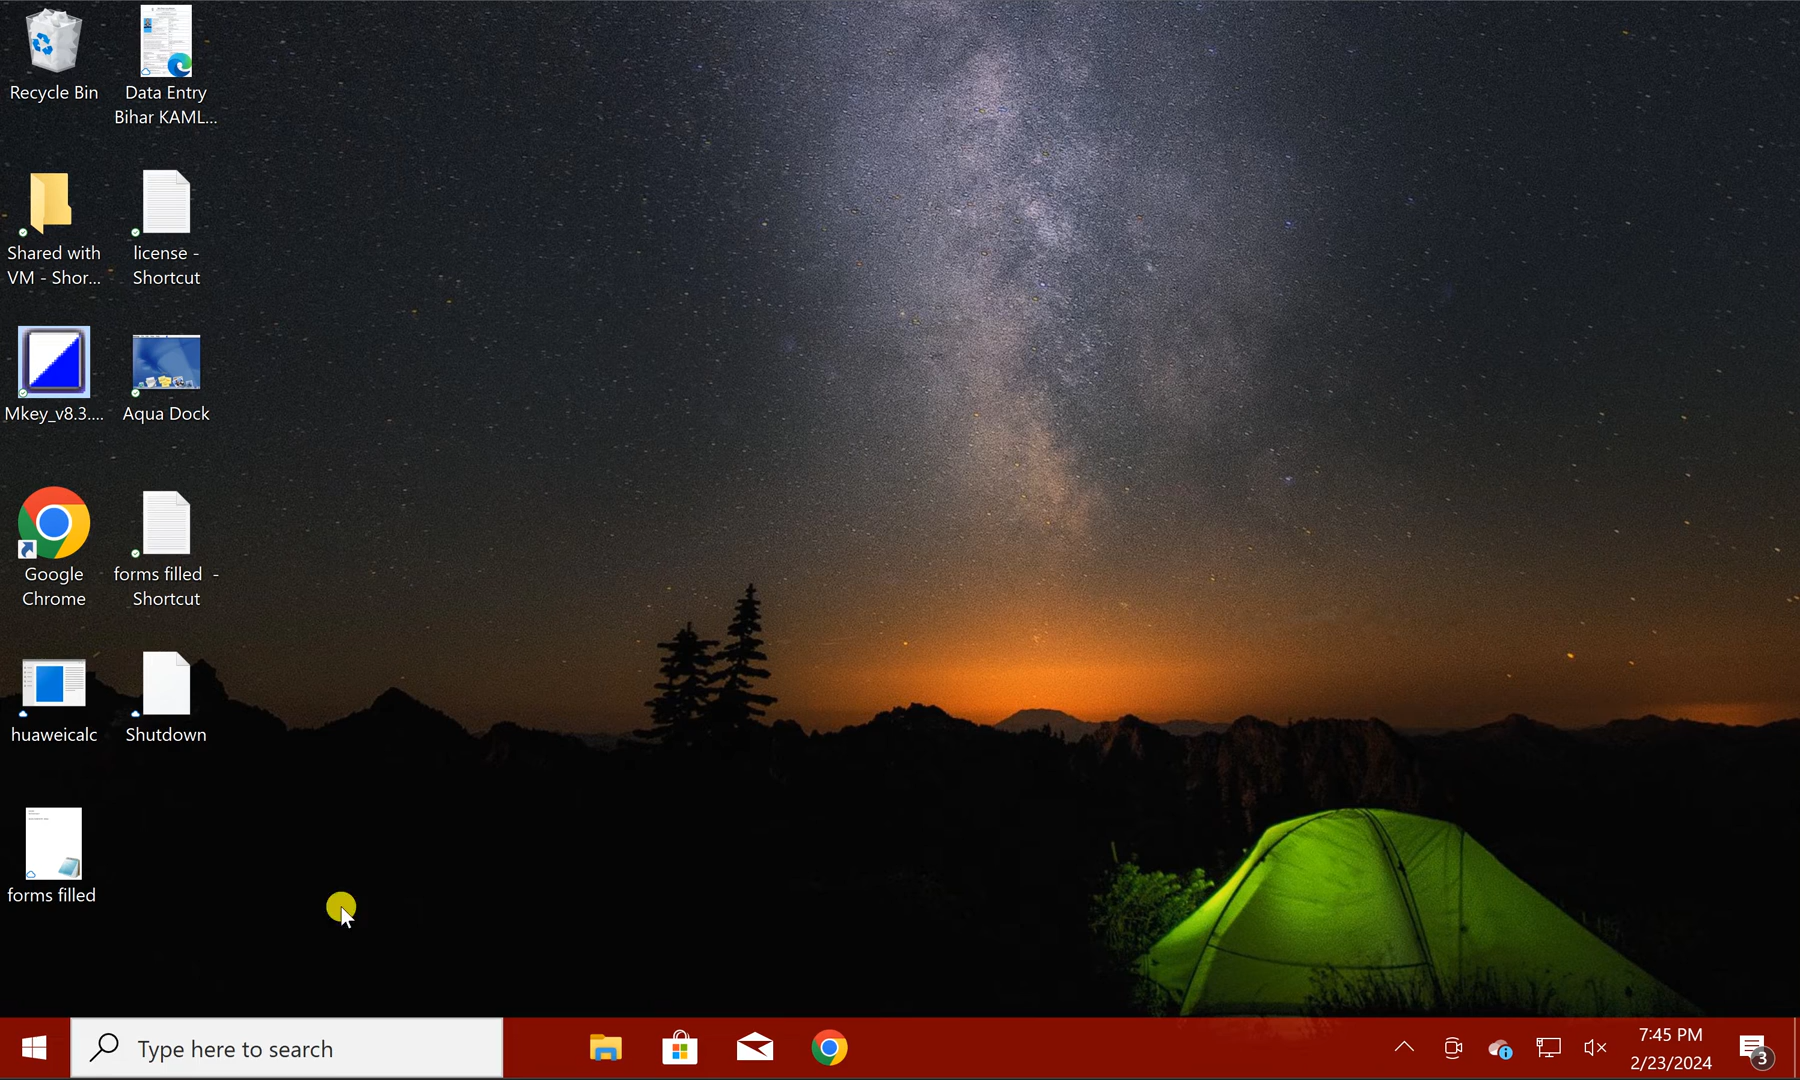 Recycle Bin
Data Entry
Bihar KAML...
Shared with
VM - Shor...
license -
Shortcut
Mkey_v8.3....
Aqua Dock
Google
Chrome
forms filled -
Shortcut
huaweicalc
Shutdown
forms filled
Type here to search
7:45 PM
2/23/2024
3